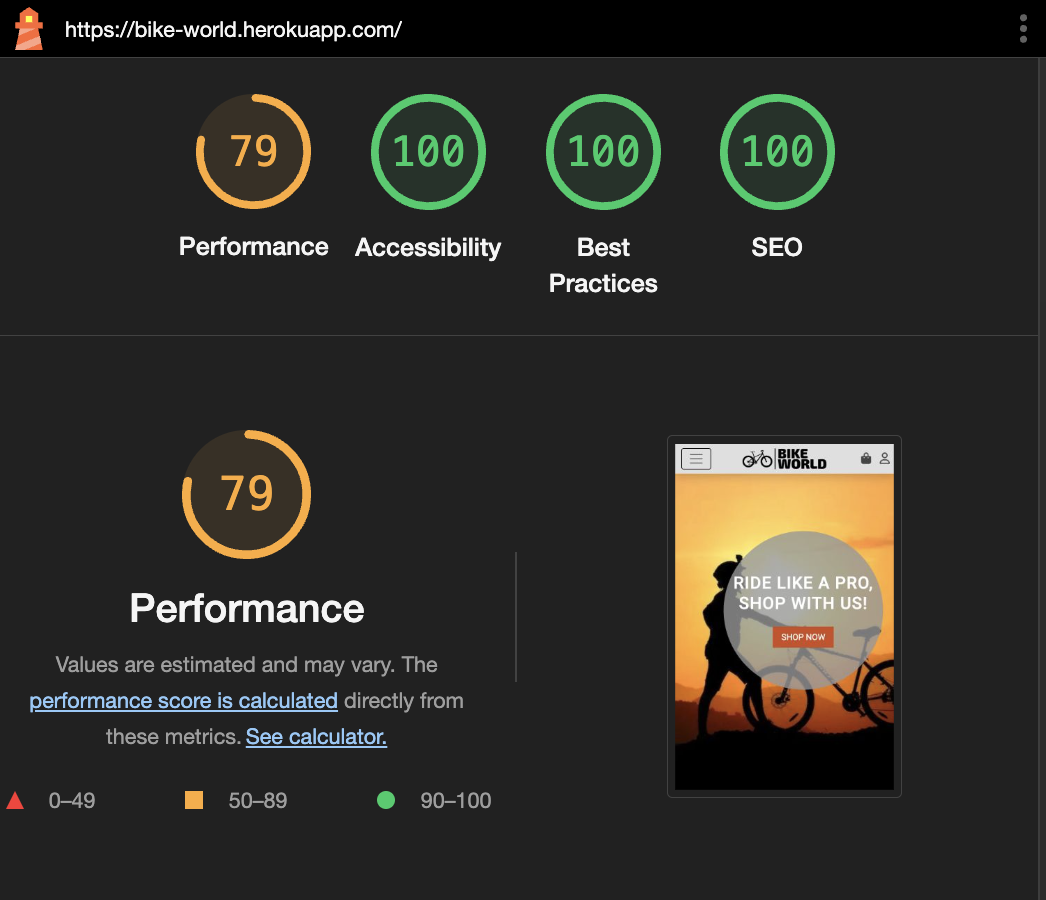 https://bike-world.herokuapp.com/
79
100
100
100
Performance
Accessibility
Best
Practices
SEO
79
Performance
Values are estimated and may vary. The
performance score is calculated directly from
these metrics. See calculator.
0–49
50–89
90–100
BIKE
WORLD
RIDE LIKE A PRO,
SHOP WITH US!
SHOP NOW